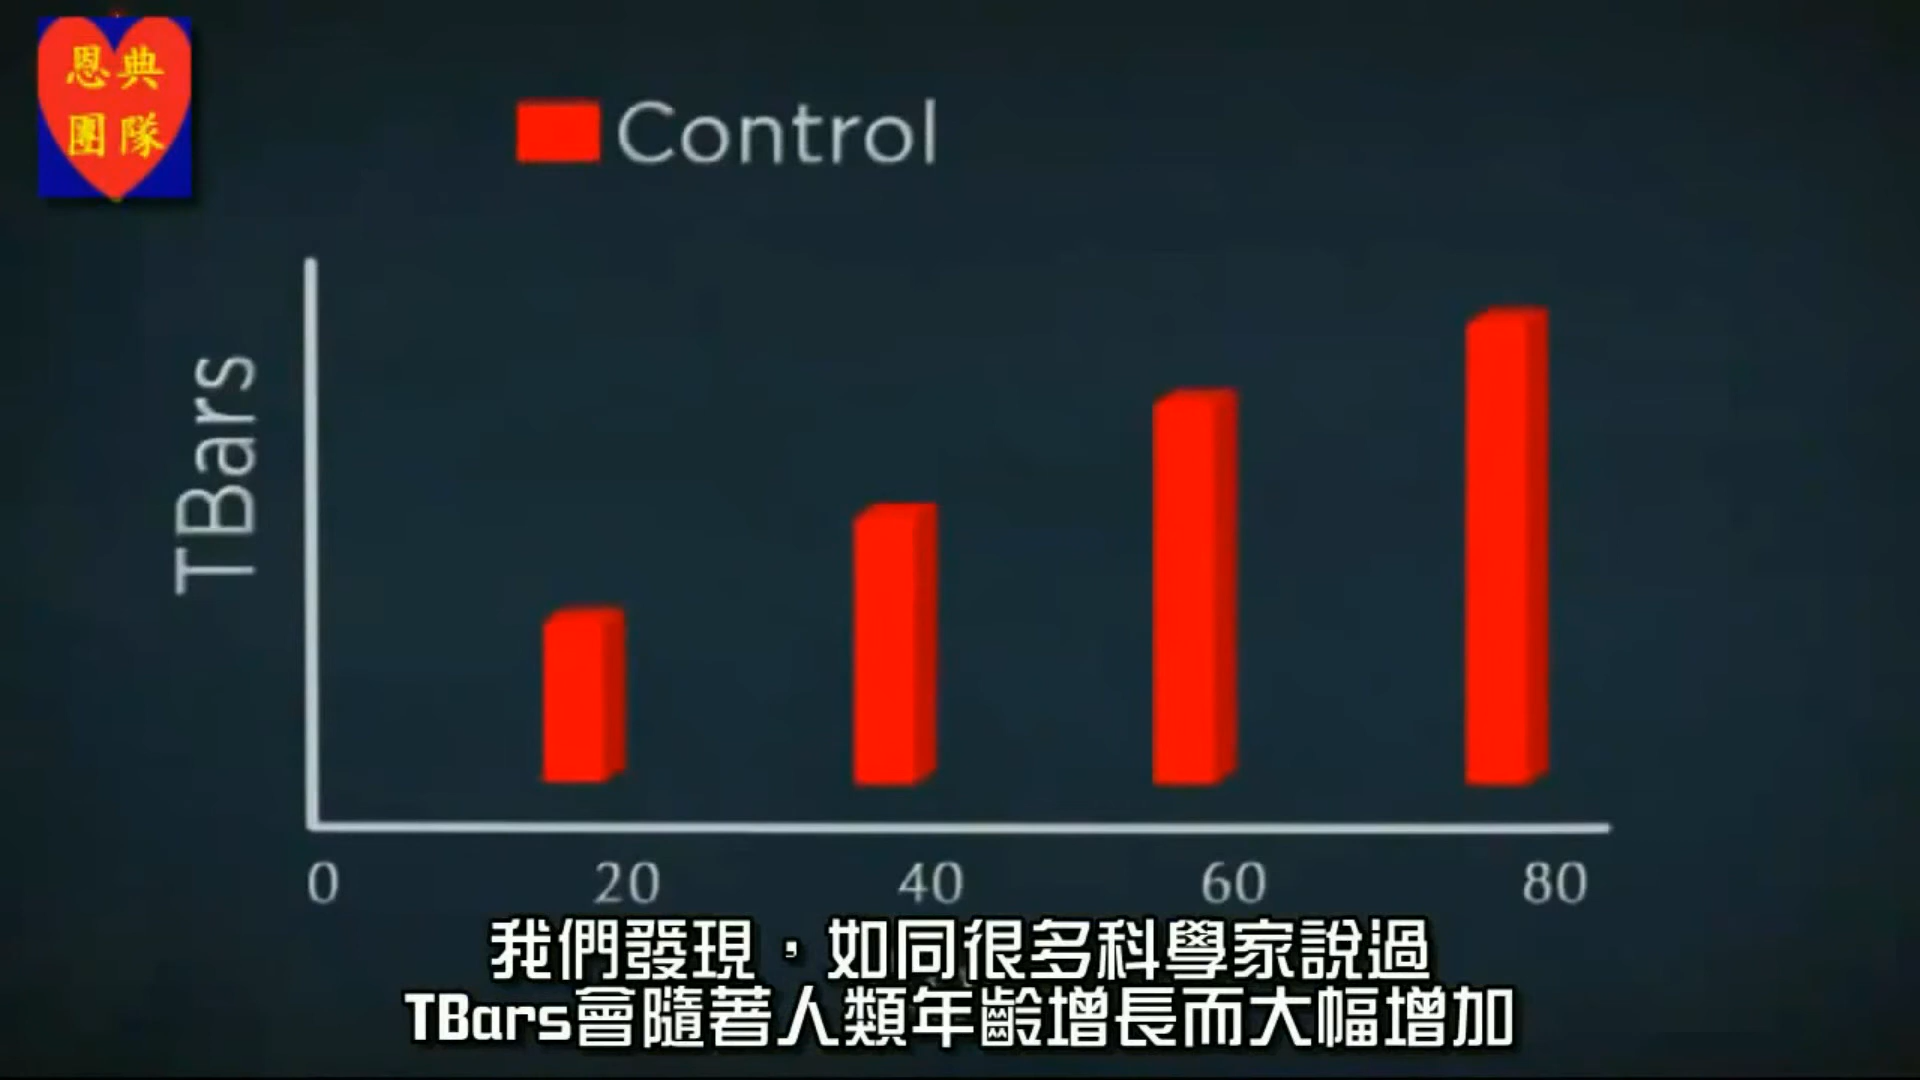 恩典
團隊
Control
TBars
0 20 40 60 80
我們發現，如同很多科學家說過
TBars會隨著人類年齡增長而大幅增加